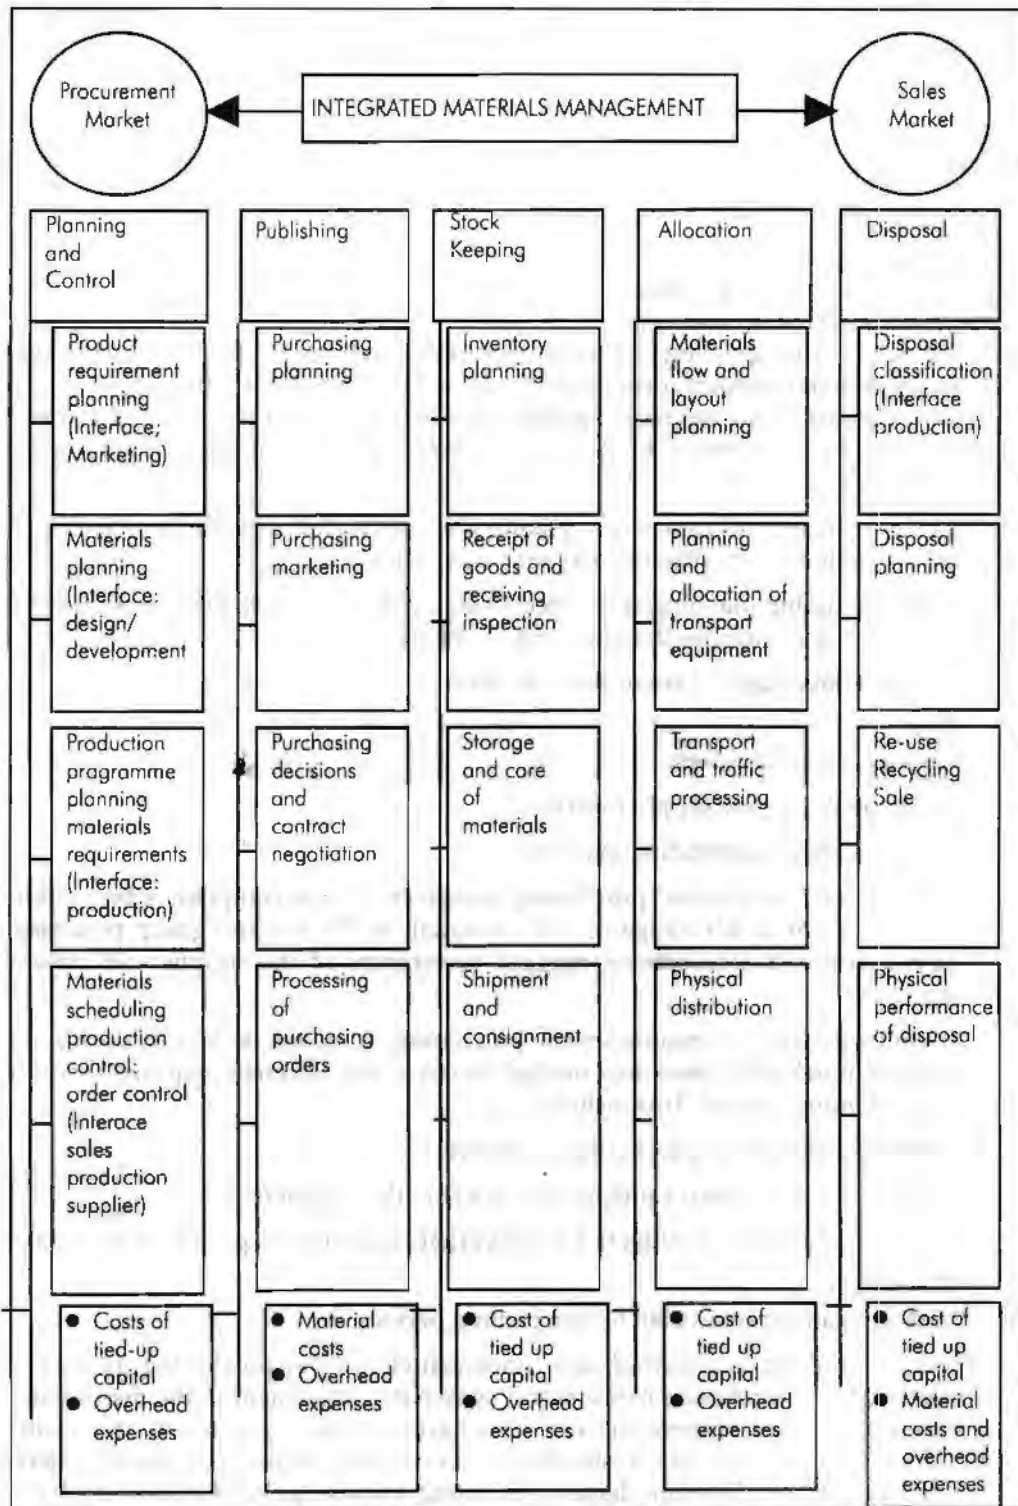 Procurement
Market
INTEGRATED MATERIALS MANAGEMENT
Sales
Market
Planning
and
Control
Publishing
Stock
Keeping
Allocation
Disposal
Product
requirement
planning
(Interface;
Marketing)
Purchasing
planning
Inventory
planning
Materials
flow and
layout
planning
Disposal
classification
(Interface
production)
Materials
planning
(Interface:
design/
development
Purchasing
marketing
Receipt of
goods and
receiving
inspection
Planning
and
allocation of
transport
equipment
Disposal
planning
Production
programme
planning
materials
requirements
(Interface:
production)
Purchasing
decisions
and
contract
negotiation
Storage
and care
of
materials
Transport
and traffic
processing
Re-use
Recycling
Sale
Materials
scheduling
production
control:
order control
(Interace
sales
production
supplier)
Processing
of
purchasing
orders
Shipment
and
consignment
Physical
distribution
Physical
performance
of disposal
● Costs of
tied-up
capital
● Overhead
expenses
● Material
costs
● Overhead
expenses
● Cost of
tied up
capital
● Overhead
expenses
● Cost of
tied up
capital
● Overhead
expenses
● Cost of
tied up
capital
● Material
costs and
overhead
expenses